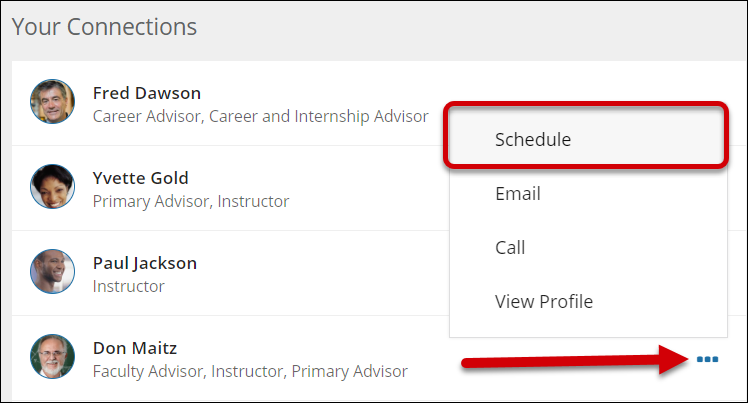 Your Connections
Fred Dawson
Career Advisor, Career and Internship Advisor
Yvette Gold
Primary Advisor, Instructor
Paul Jackson
Instructor
Don Maitz
Faculty Advisor, Instructor, Primary Advisor
Schedule
Email
Call
View Profile